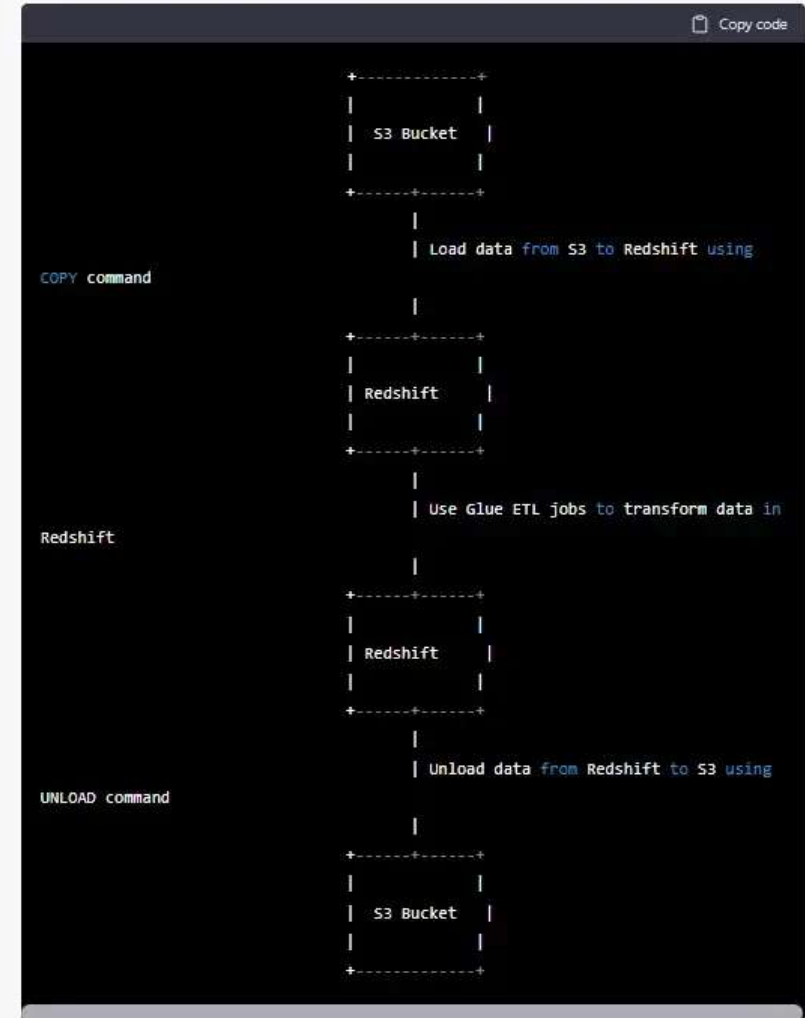 Copy code
+-------------+
|             |
|  S3 Bucket   |
|             |
+------+------+
|
| Load data from S3 to Redshift using
COPY command
|
+------+------+
|             |
| Redshift     |
|             |
+------+------+
|
| Use Glue ETL jobs to transform data in
Redshift
|
+------+------+
|             |
| Redshift     |
|             |
+------+------+
|
| Unload data from Redshift to S3 using
UNLOAD command
|
+------+------+
|             |
|  S3 Bucket   |
|             |
+-------------+